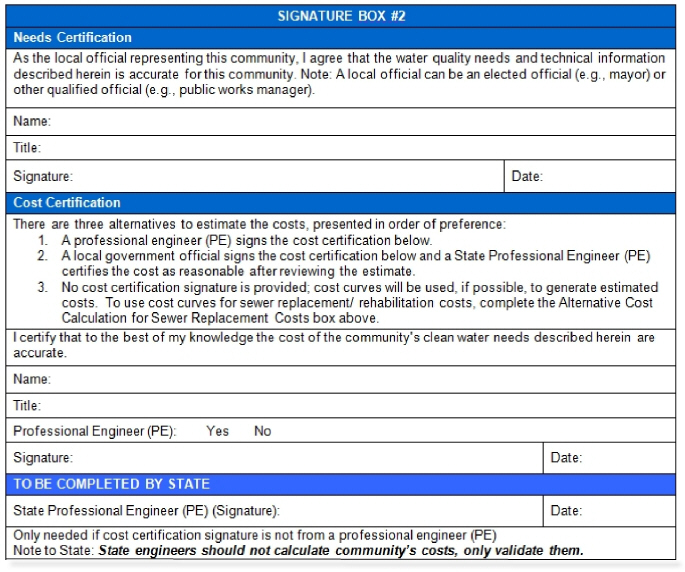 SIGNATURE BOX #2
Needs Certification
As the local official representing this community, I agree that the water quality needs and technical information
described herein is accurate for this community. Note: A local official can be an elected official (e.g., mayor) or
other qualified official (e.g., public works manager).
Name:
Title:
Signature: Date:
Cost Certification
There are three alternatives to estimate the costs, presented in order of preference:
1. A professional engineer (PE) signs the cost certification below.
2. A local government official signs the cost certification below and a State Professional Engineer (PE)
certifies the cost as reasonable after reviewing the estimate.
3. No cost certification signature is provided; cost curves will be used, if possible, to generate estimated
costs. To use cost curves for sewer replacement/ rehabilitation costs, complete the Alternative Cost
Calculation for Sewer Replacement Costs box above.
I certify that to the best of my knowledge the cost of the community's clean water needs described herein are
accurate.
Name:
Title:
Professional Engineer (PE): Yes No
Signature: Date:
TO BE COMPLETED BY STATE
State Professional Engineer (PE) (Signature): Date:
Only needed if cost certification signature is not from a professional engineer (PE)
Note to State: State engineers should not calculate community's costs, only validate them.